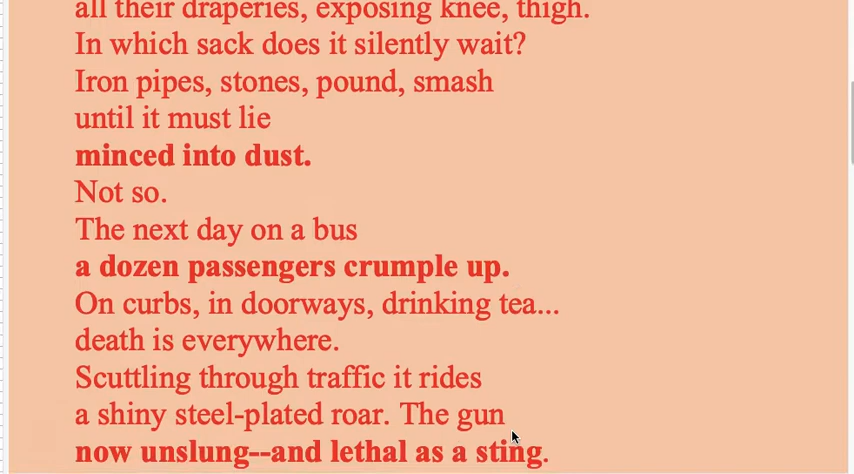 all their draperies, exposing knee, thigh.
In which sack does it silently wait?
Iron pipes, stones, pound, smash
until it must lie
minced into dust.
Not so.
The next day on a bus
a dozen passengers crumple up.
On curbs, in doorways, drinking tea...
death is everywhere.
Scuttling through traffic it rides
a shiny steel-plated roar. The gun
now unslung--and lethal as a sting.